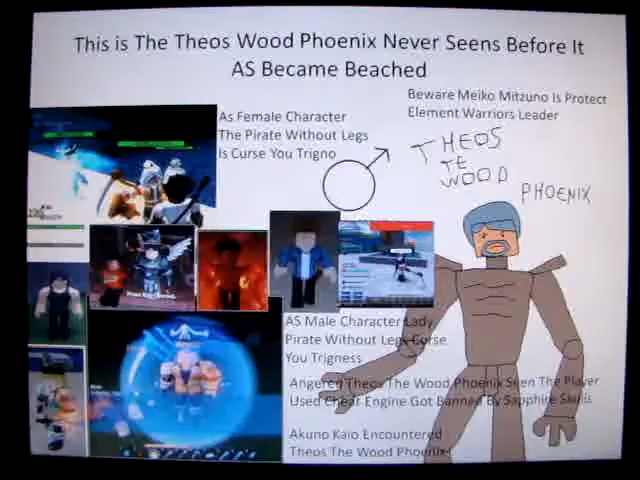 This is The Theos Wood Phoenix Never Seens Before It
AS Became Beached
Beware Meiko Mitzuno Is Protect
Element Warriors Leader
As Female Character
The Pirate Without Legs
Is Curse You Trigno
THEOS
TE
WOOD
PHOENIX
AS Male Character Lady
Pirate Without Legs Corse
You Trigness
Angered Theos The Wood Phoenix Seen The Player
Used Cheat Engine Got Banned By Sapphire Skills
Akuno Kaio Encountered
Theos The Wood Phoenix